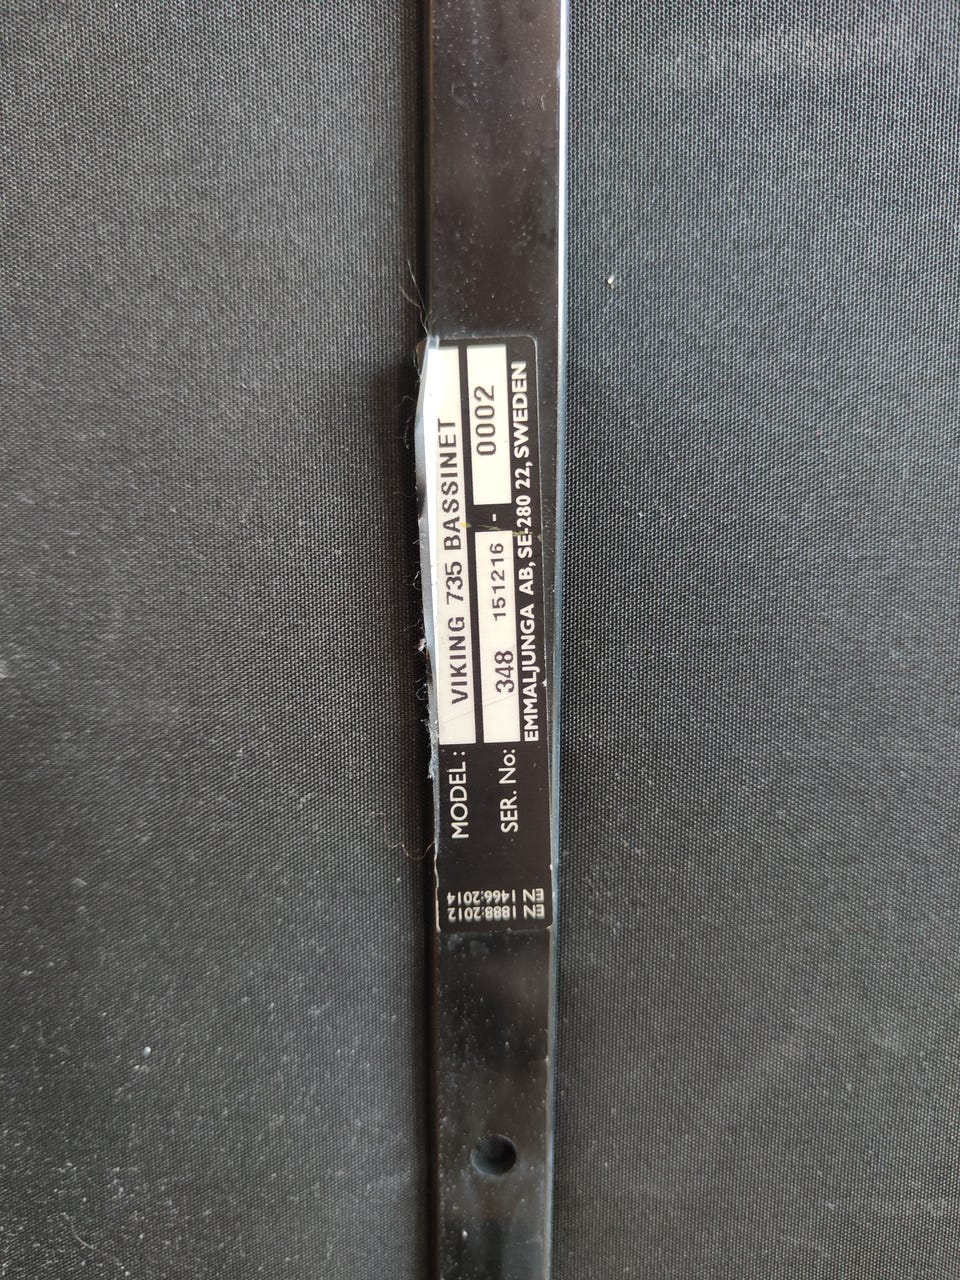 MODEL: VIKING 735 BASSINET
SER. No: 348 151216 - 0002
EMMALJUNGA AB, SE-280 22, SWEDEN
EN 1888:2012
EN 1466:2014